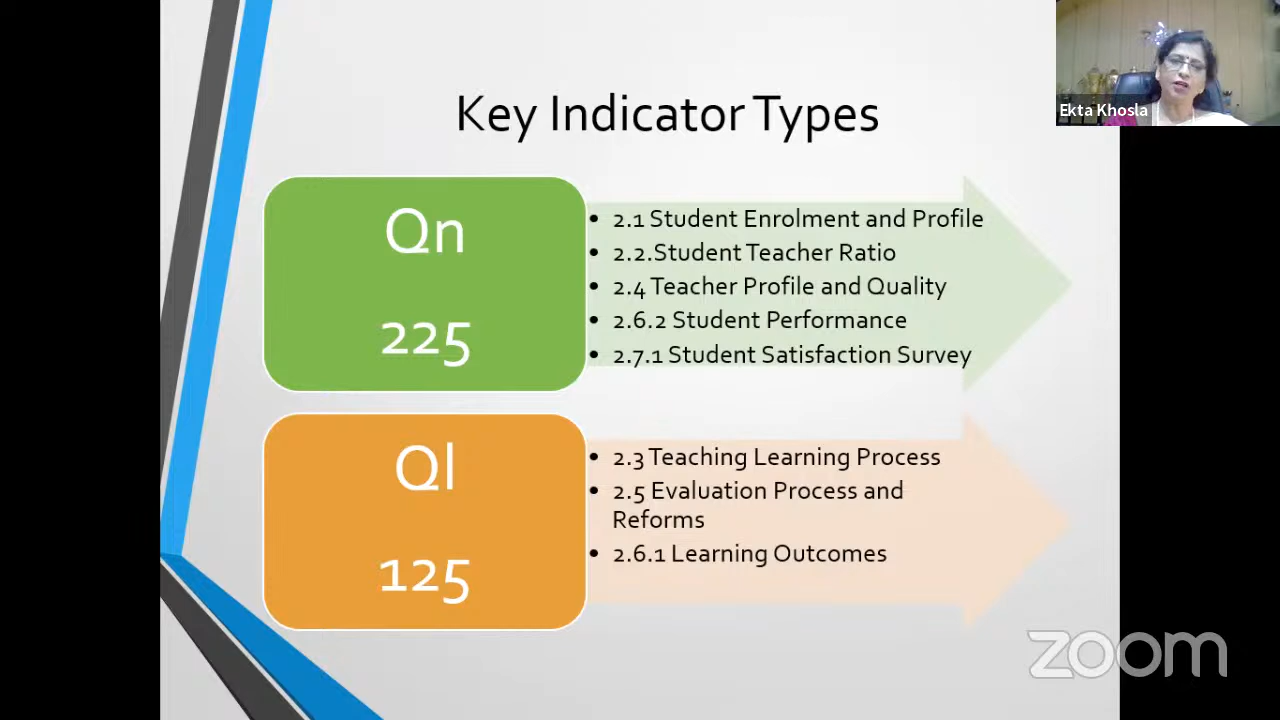 Key Indicator Types
Ekta Khosla
Qn
225
• 2.1 Student Enrolment and Profile
• 2.2.Student Teacher Ratio
• 2.4 Teacher Profile and Quality
• 2.6.2 Student Performance
• 2.7.1 Student Satisfaction Survey
Ql
125
• 2.3 Teaching Learning Process
• 2.5 Evaluation Process and
Reforms
• 2.6.1 Learning Outcomes
zoom